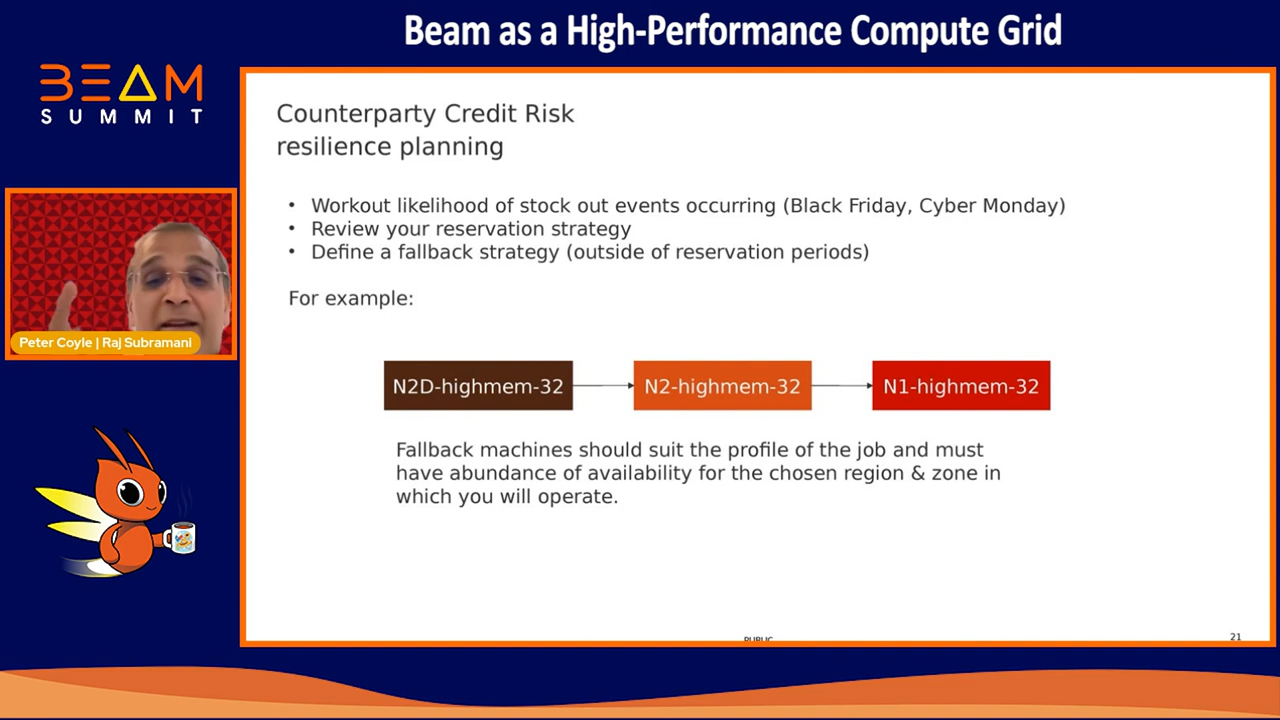 Beam as a High-Performance Compute Grid
BEAM
SUMMIT
Counterparty Credit Risk
resilience planning
• Workout likelihood of stock out events occurring (Black Friday, Cyber Monday)
• Review your reservation strategy
• Define a fallback strategy (outside of reservation periods)
For example:
Peter Coyle | Raj Subramani
N2D-highmem-32
N2-highmem-32
N1-highmem-32
Fallback machines should suit the profile of the job and must
have abundance of availability for the chosen region & zone in
which you will operate.
PUBLIC
21